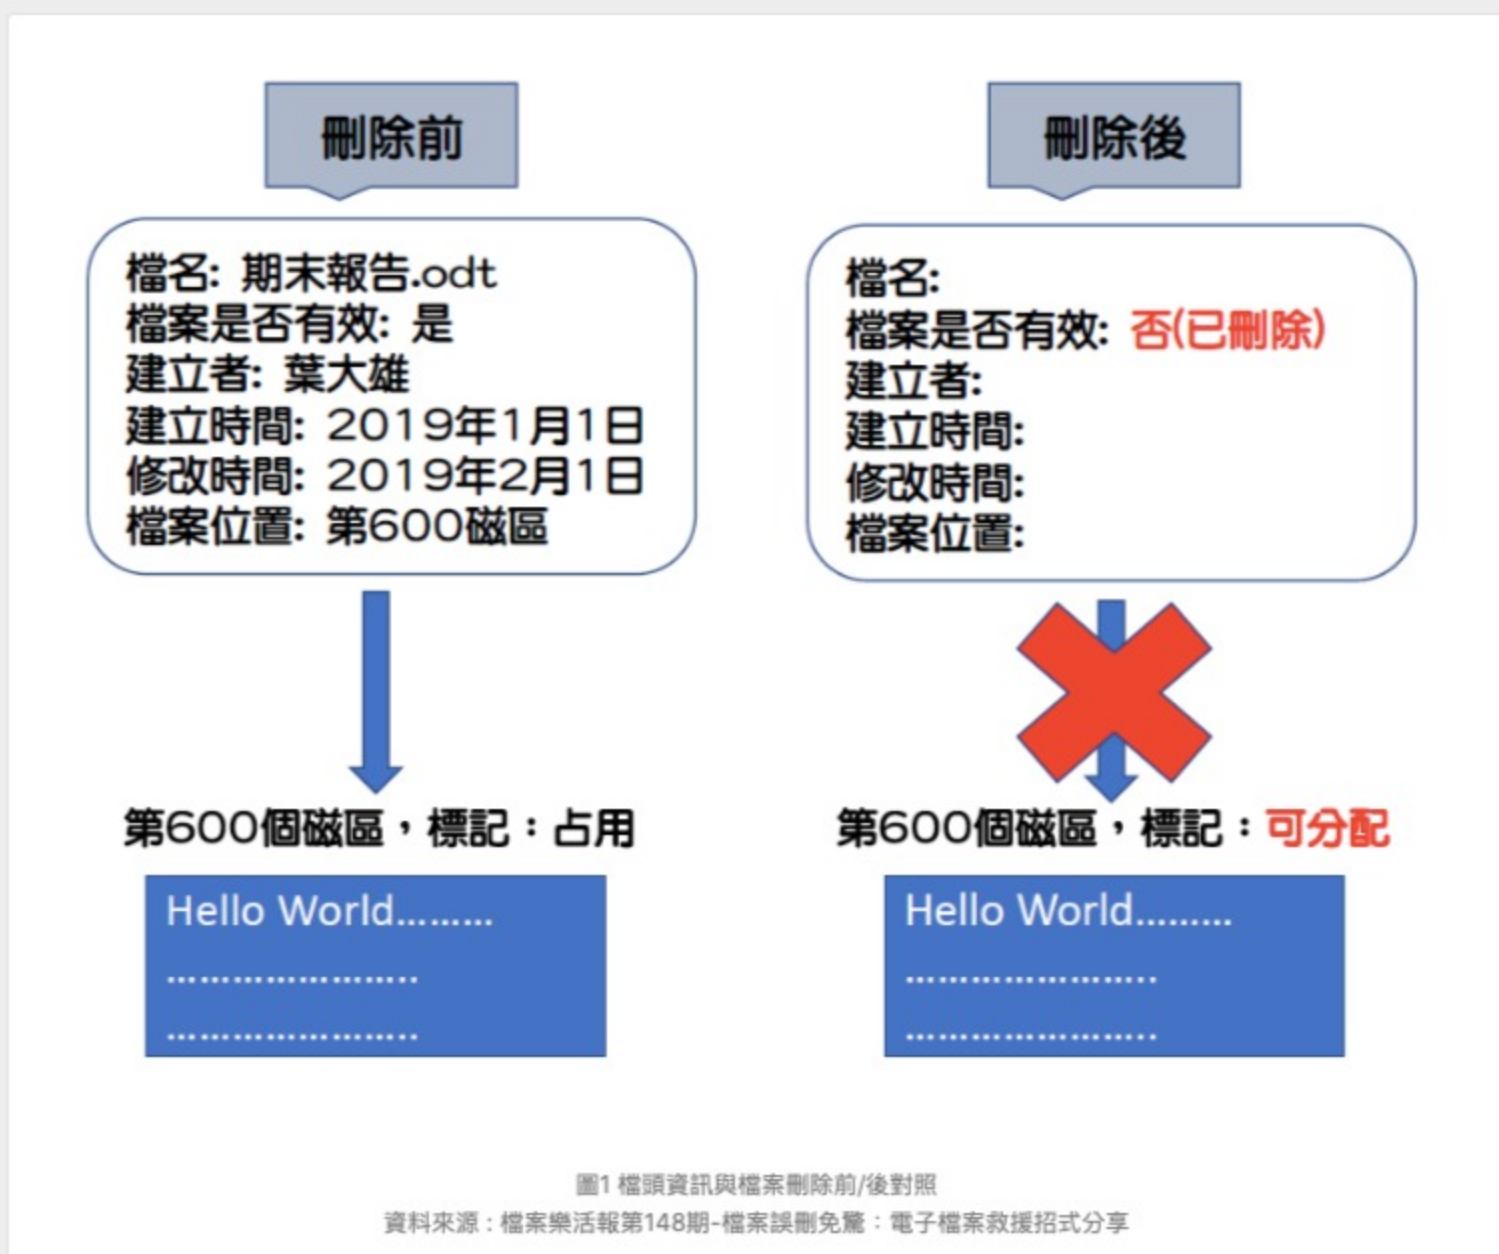 刪除前
檔名: 期末報告.odt
檔案是否有效: 是
建立者: 葉大雄
建立時間: 2019年1月1日
修改時間: 2019年2月1日
檔案位置: 第600磁區
第600個磁區，標記：占用
Hello World.........
........................
........................
刪除後
檔名:
檔案是否有效: 否(已刪除)
建立者:
建立時間:
修改時間:
檔案位置:
第600個磁區，標記：可分配
Hello World.........
........................
........................
圖1 檔頭資訊與檔案刪除前/後對照
資料來源 : 檔案樂活報第148期-檔案誤刪免驚：電子檔案救援招式分享